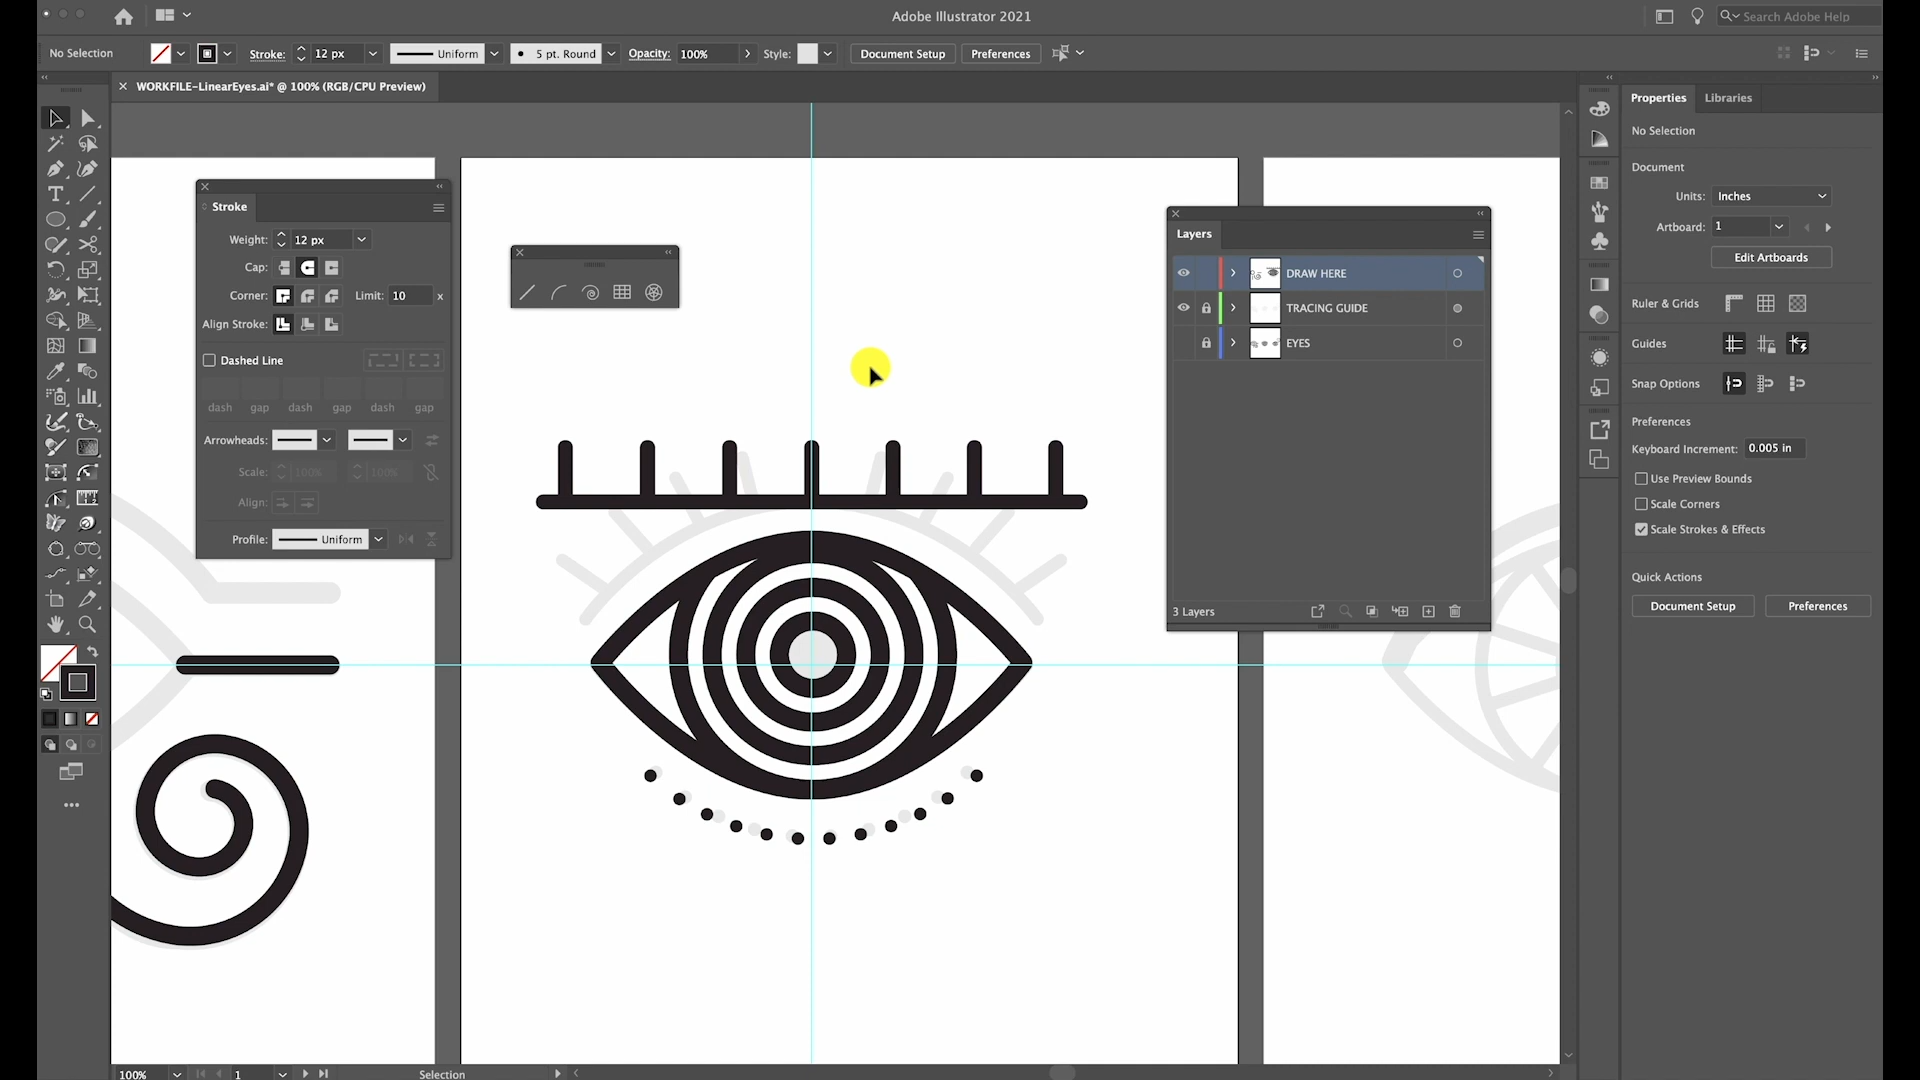 Adobe Illustrator 2021
Search Adobe Help
No Selection
Stroke:
12 px
Uniform
5 pt. Round
Opacity:
100%
Style:
Document Setup
Preferences
WORKFILE-LinearEyes.ai* @ 100% (RGB/CPU Preview)
Stroke
Weight:
12 px
Cap:
Corner:
Limit:
10
x
Align Stroke:
Dashed Line
dash
gap
dash
gap
dash
gap
Arrowheads:
Scale:
100%
100%
Align:
Profile:
Uniform
Layers
DRAW HERE
TRACING GUIDE
EYES
3 Layers
Properties
Libraries
No Selection
Document
Units:
Inches
Artboard:
1
Edit Artboards
Ruler & Grids
Guides
Snap Options
Preferences
Keyboard Increment:
0.005 in
Use Preview Bounds
Scale Corners
Scale Strokes & Effects
Quick Actions
Document Setup
Preferences
100%
1
Selection